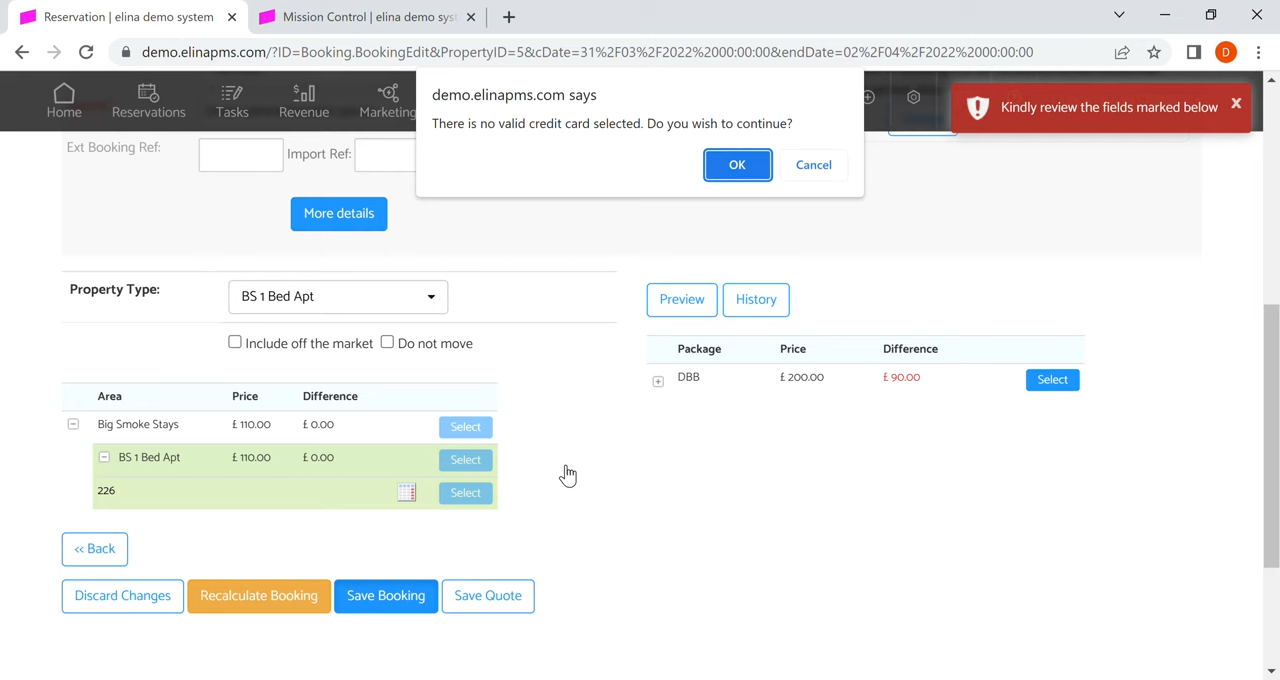 Reservation | elina demo system
Mission Control | elina demo sys
demo.elinapms.com/?ID=Booking.BookingEdit&PropertyID=5&cDate=31%2F03%2F2022%2000:00:00&endDate=02%2F04%2F2022%2000:00:00
D
Home
Reservations
Tasks
Revenue
Marketing
demo.elinapms.com says
There is no valid credit card selected. Do you wish to continue?
OK
Cancel
Kindly review the fields marked below
Ext Booking Ref:
Import Ref:
More details
Property Type:
BS 1 Bed Apt
Include off the market
Do not move
Preview
History
Package Price Difference
DBB £ 200.00 £ 90.00 Select
Area Price Difference
Big Smoke Stays £ 110.00 £ 0.00 Select
BS 1 Bed Apt £ 110.00 £ 0.00 Select
226 Select
<< Back
Discard Changes
Recalculate Booking
Save Booking
Save Quote